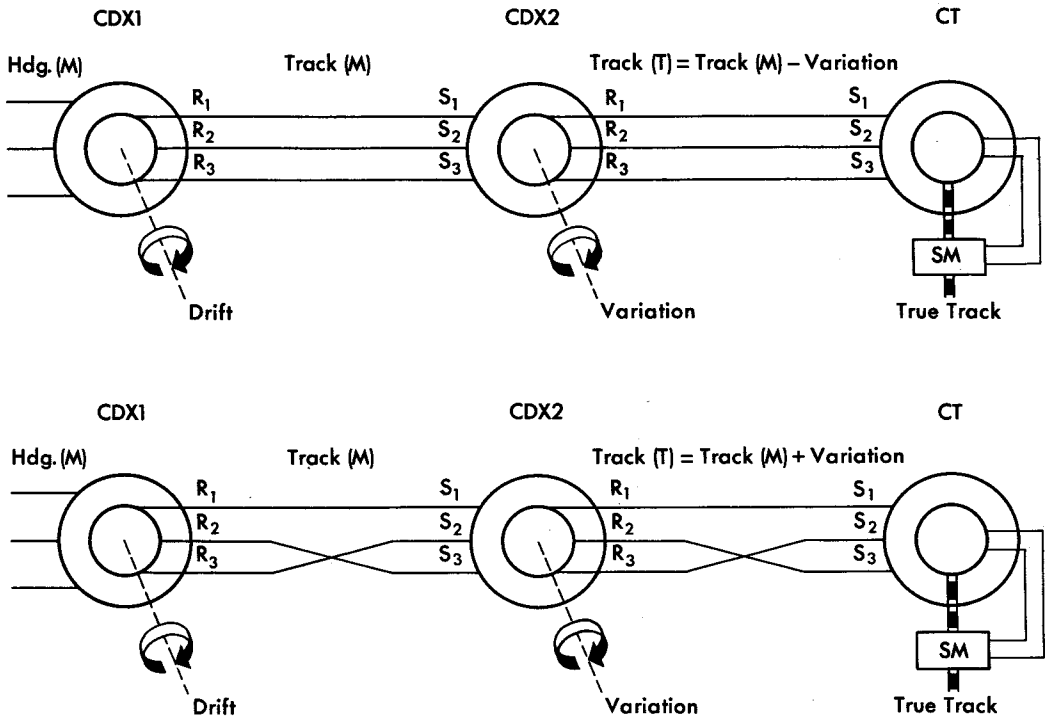 CDX1 CDX2 CT
Hdg. (M) Track (M) Track (T) = Track (M) – Variation
R1 S1 R1 S1
R2 S2 R2 S2
R3 S3 R3 S3
SM
Drift Variation True Track
CDX1 CDX2 CT
Hdg. (M) Track (M) Track (T) = Track (M) + Variation
R1 S1 R1 S1
R2 S2 R2 S2
R3 S3 R3 S3
SM
Drift Variation True Track